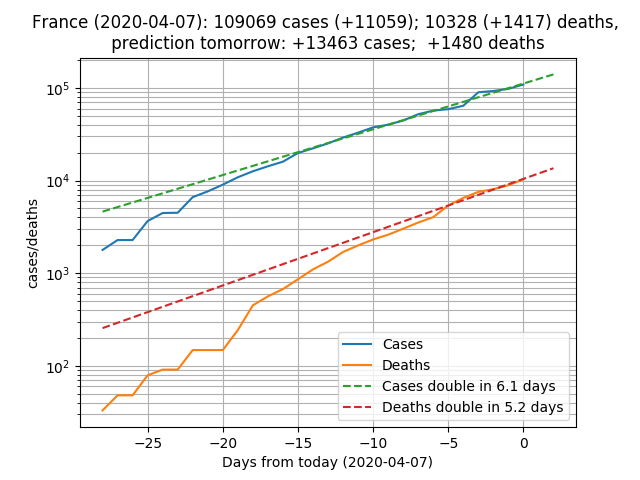 France (2020-04-07): 109069 cases (+11059); 10328 (+1417) deaths,
prediction tomorrow: +13463 cases;  +1480 deaths
cases/deaths
10^5
10^4
10^3
10^2
Cases
Deaths
Cases double in 6.1 days
Deaths double in 5.2 days
−25 −20 −15 −10 −5 0
Days from today (2020-04-07)